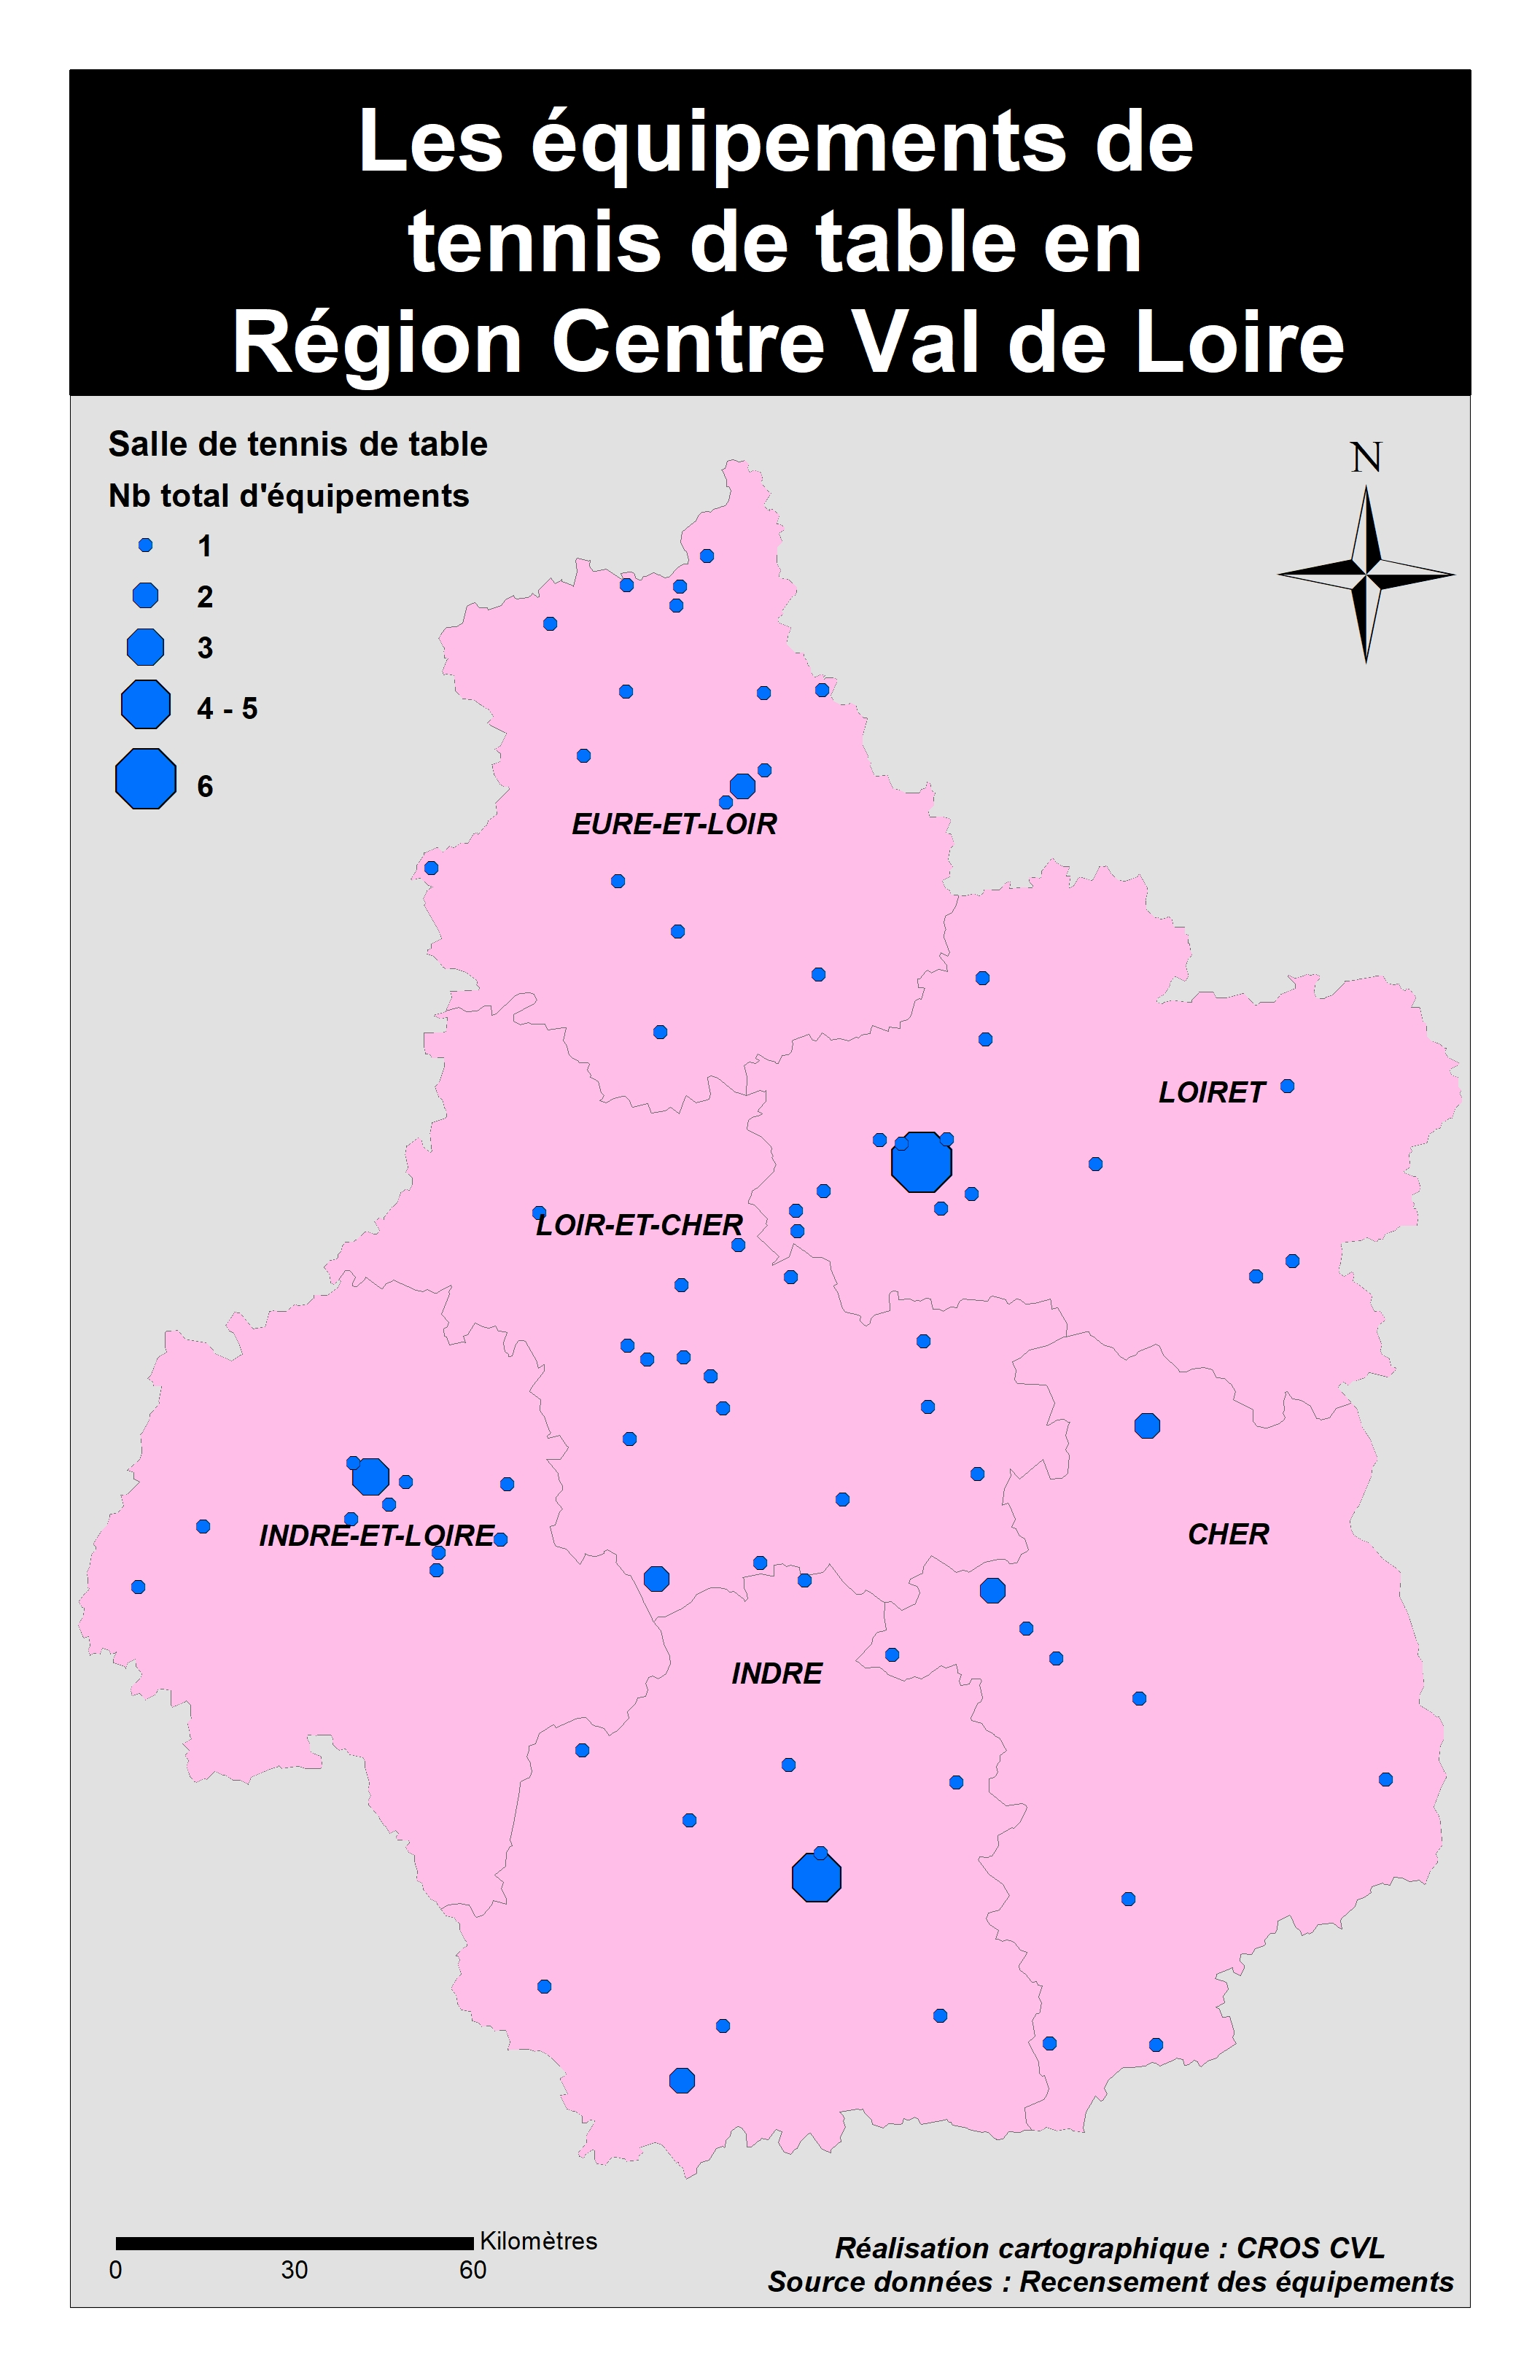 Les équipements de
tennis de table en
Région Centre Val de Loire
Salle de tennis de table
Nb total d'équipements
1
2
3
4 - 5
6
N
EURE-ET-LOIR
LOIRET
LOIR-ET-CHER
INDRE-ET-LOIRE
CHER
INDRE
Kilomètres
0 30 60
Réalisation cartographique : CROS CVL
Source données : Recensement des équipements